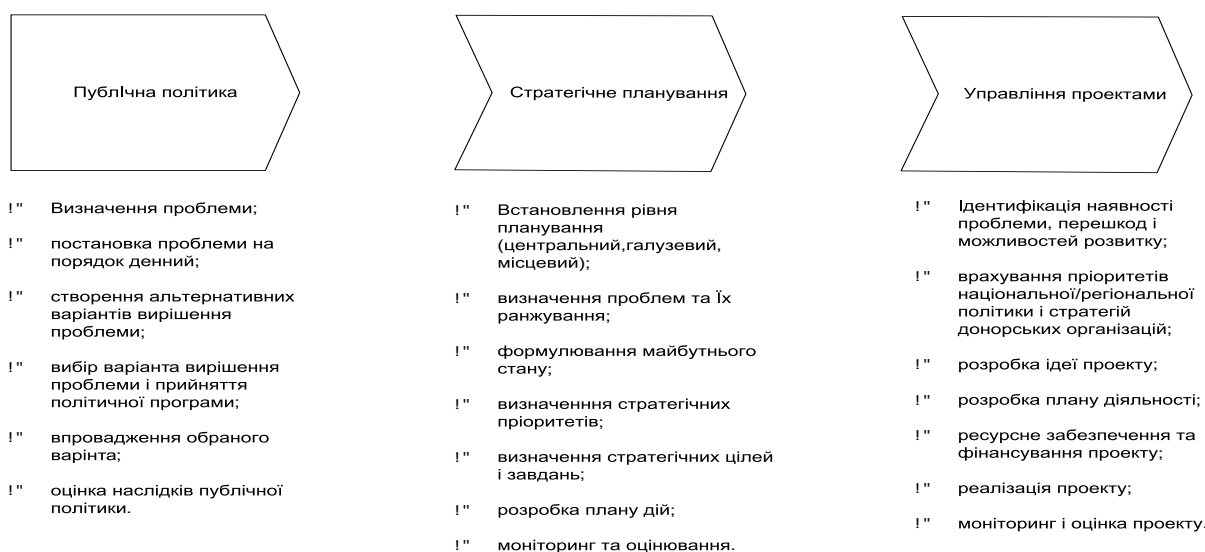 ПублІчна політика
!" Визначення проблеми;
!" постановка проблеми на
порядок денний;
!" створення альтернативних
варіантів вирішення
проблеми;
!" вибір варіанта вирішення
проблеми і прийняття
політичної програми;
!" впровадження обраного
варінта;
!" оцінка наслідків публічної
політики.
Стратегічне планування
!" Встановлення рівня
планування
(центральний,галузевий,
місцевий);
!" визначення проблем та Їх
ранжування;
!" формулювання майбутнього
стану;
!" визначенння стратегічних
пріоритетів;
!" визначення стратегічних цілей
і завдань;
!" розробка плану дій;
!" моніторинг та оцінювання.
Управління проектами
!" Ідентифікація наявності
проблеми, перешкод і
можливостей розвитку;
!" врахування пріоритетів
національної/регіональної
політики і стратегій
донорських організацій;
!" розробка ідеї проекту;
!" розробка плану діяльності;
!" ресурсне забезпечення та
фінансування проекту;
!" реалізація проекту;
!" моніторинг і оцінка проекту.